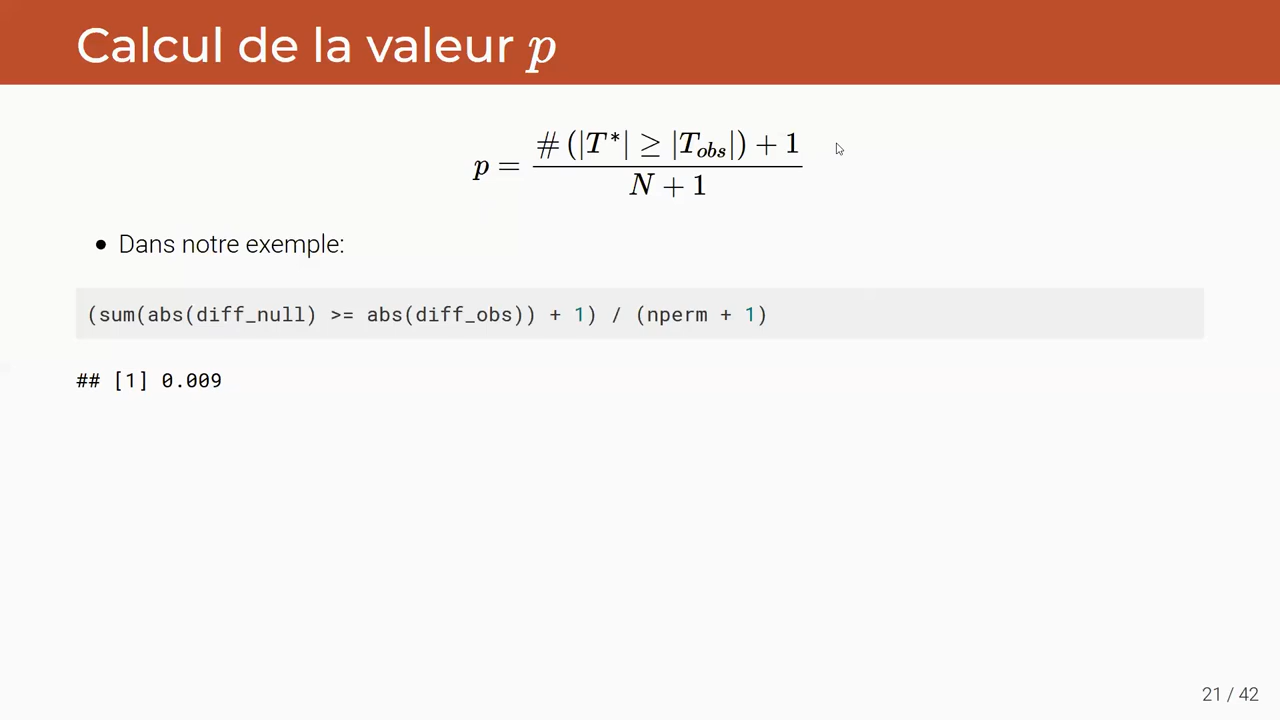 Calcul de la valeur p
p = (# (|T*| ≥ |T_obs|) + 1) / (N + 1)
• Dans notre exemple:
(sum(abs(diff_null) >= abs(diff_obs)) + 1) / (nperm + 1)
## [1] 0.009
21 / 42